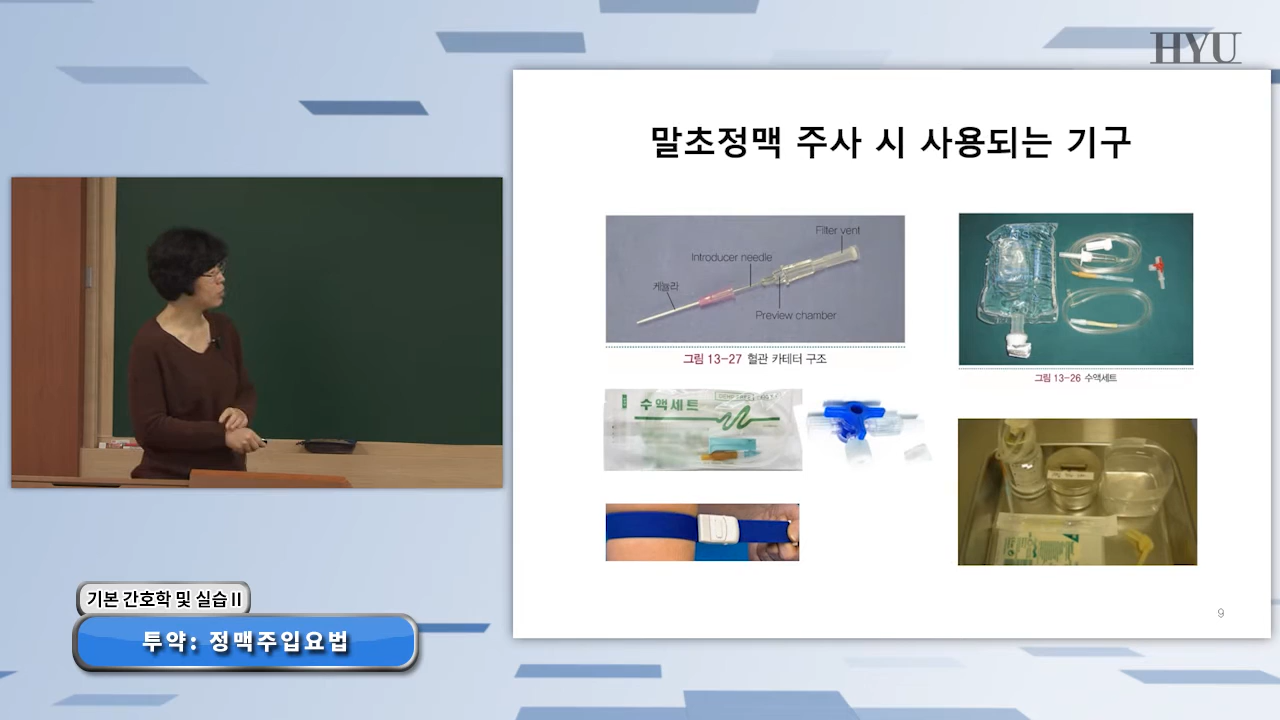 HYU
말초정맥 주사 시 사용되는 기구
Filter vent
Introducer needle
케뉼라
Preview chamber
그림 13-27 혈관 카테터 구조
그림 13-26 수액세트
수액세트
9
기본 간호학 및 실습 II
투약: 정맥주입요법